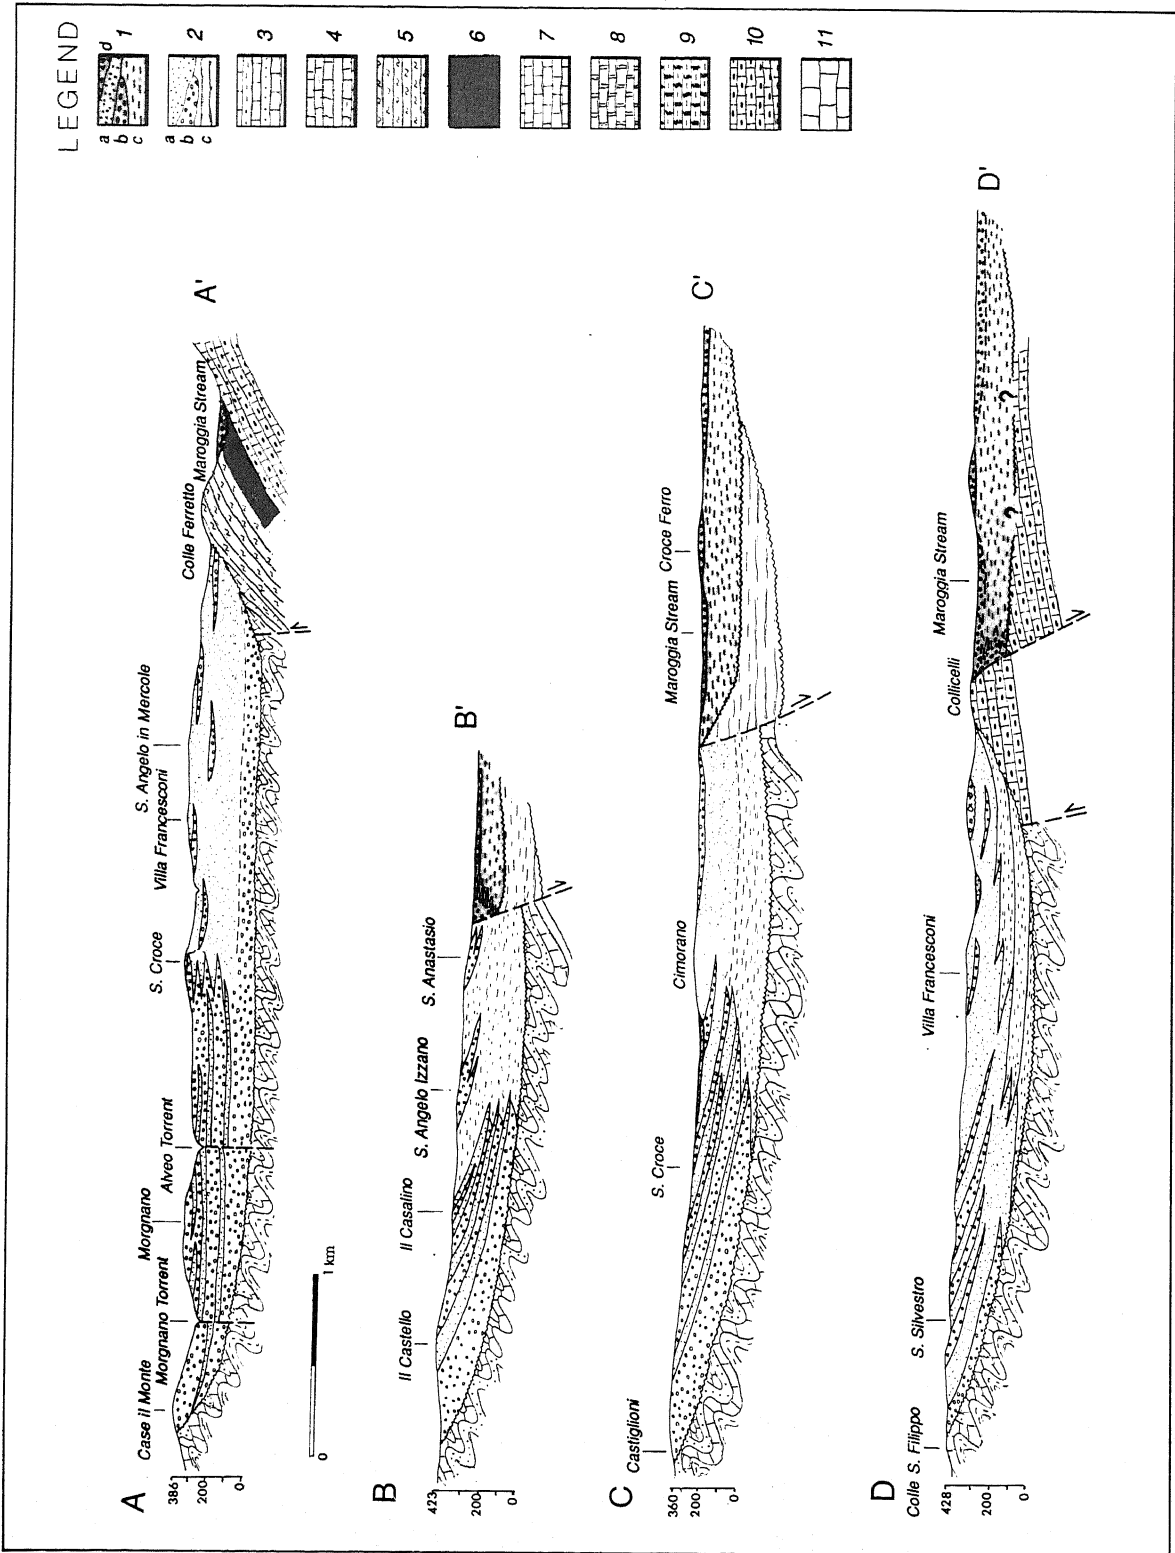 LEGEND
a b c d 1
a b c 2
3
4
5
6
7
8
9
10
11
A
386
200
0
Case il Monte
Morgnano Torrent
Morgnano
Alveo Torrent
S. Croce
Villa Francesconi
S. Angelo in Mercole
Colle Ferretto
Maroggia Stream
A'
0
1 km
B
423
200
0
Il Castello
Il Casalino
S. Angelo Izzano
S. Anastasio
B'
C
360
200
0
Castiglioni
S. Croce
Cimorano
Maroggia Stream
Croce Ferro
C'
D
428
200
0
Colle S. Filippo
S. Silvestro
Villa Francesconi
Collicelli
Maroggia Stream
? ?
D'